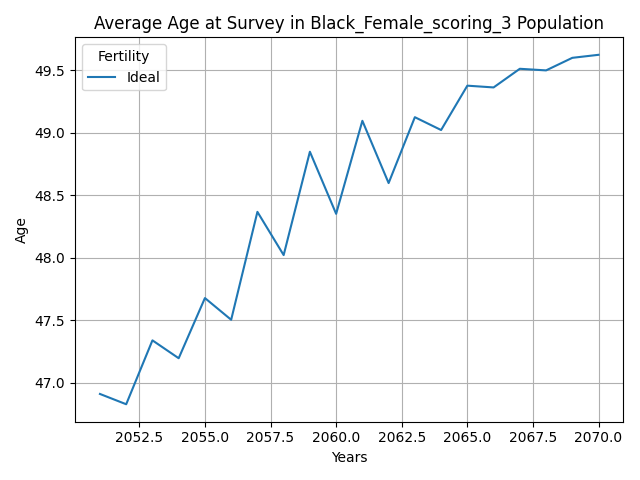 Average Age at Survey in Black_Female_scoring_3 Population
Fertility
Ideal
49.5
49.0
48.5
48.0
47.5
47.0
Age
2052.5 2055.0 2057.5 2060.0 2062.5 2065.0 2067.5 2070.0
Years